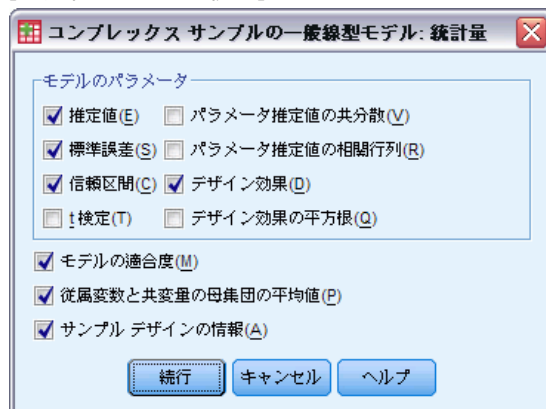 コンプレックス サンプルの一般線型モデル: 統計量
モデルのパラメータ
推定値(E) パラメータ推定値の共分散(V)
標準誤差(S) パラメータ推定値の相関行列(R)
信頼区間(C) デザイン効果(D)
t検定(T) デザイン効果の平方根(Q)
モデルの適合度(M)
従属変数と共変量の母集団の平均値(P)
サンプル デザインの情報(A)
続行 キャンセル ヘルプ